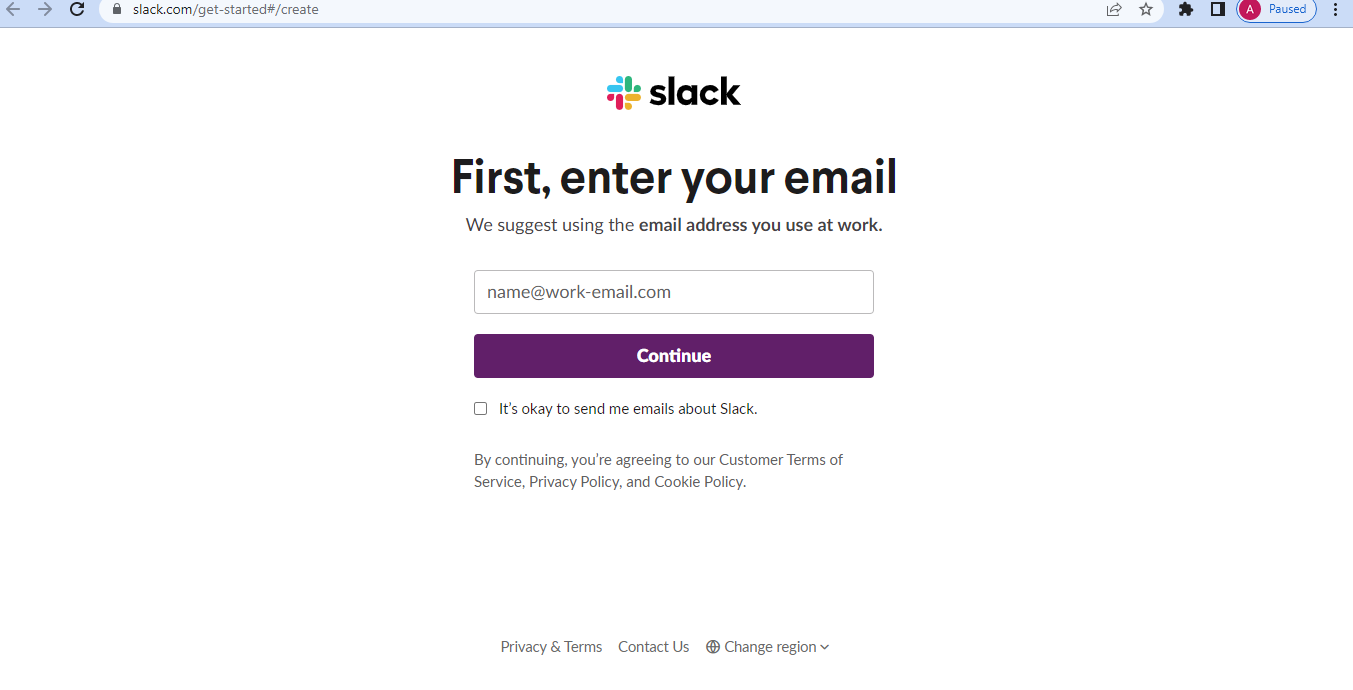 slack.com/get-started#/create
A Paused
slack
First, enter your email
We suggest using the email address you use at work.
name@work-email.com
Continue
It’s okay to send me emails about Slack.
By continuing, you’re agreeing to our Customer Terms of
Service, Privacy Policy, and Cookie Policy.
Privacy & Terms Contact Us Change region